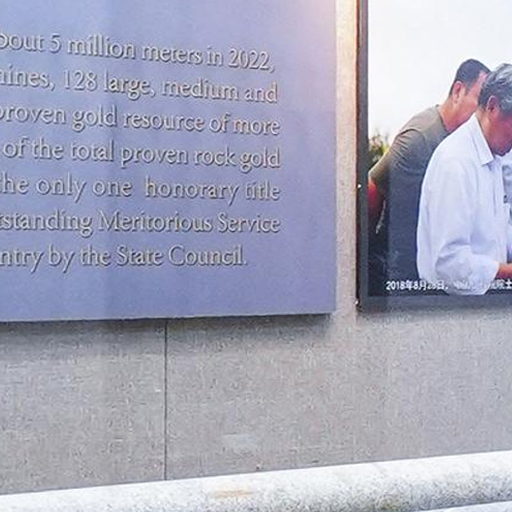 bout 5 million meters in 2022,
ines, 128 large, medium and
proven gold resource of more
of the total proven rock gold
he only one honorary title
tstanding Meritorious Service
ntry by the State Council.
2018年8月28日,